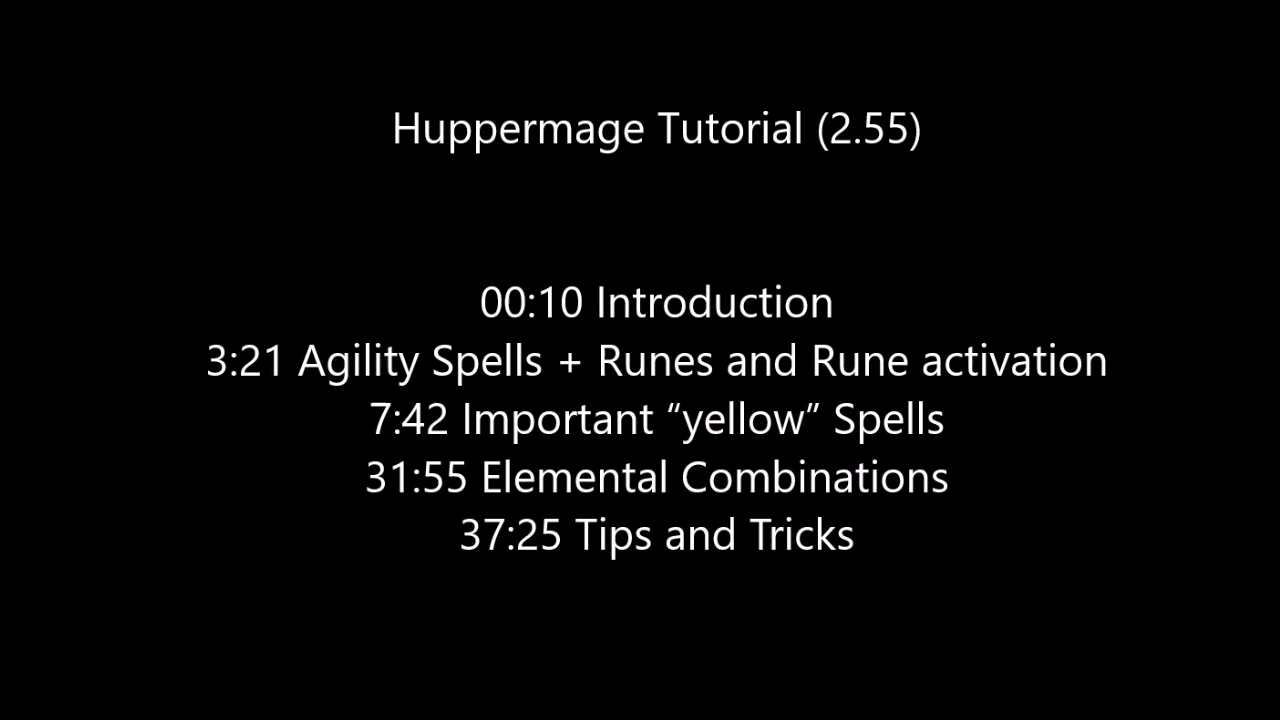 Huppermage Tutorial (2.55)
00:10 Introduction
3:21 Agility Spells + Runes and Rune activation
7:42 Important “yellow” Spells
31:55 Elemental Combinations
37:25 Tips and Tricks